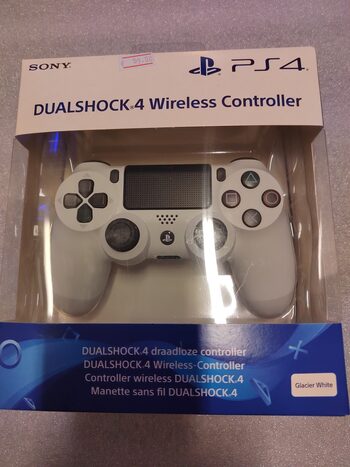 SONY
PS4
DUALSHOCK®4 Wireless Controller
DUALSHOCK®4 draadloze controller
DUALSHOCK®4 Wireless-Controller
Controller wireless DUALSHOCK®4
Manette sans fil DUALSHOCK®4
Glacier White